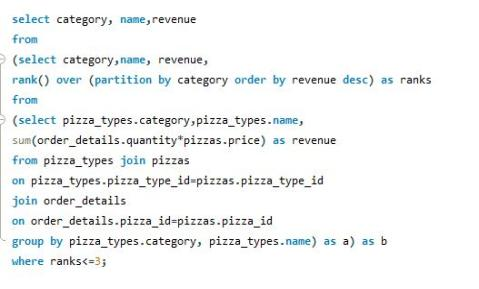 select category, name,revenue
from
(select category,name, revenue,
rank() over (partition by category order by revenue desc) as ranks
from
(select pizza_types.category,pizza_types.name,
sum(order_details.quantity*pizzas.price) as revenue
from pizza_types join pizzas
on pizza_types.pizza_type_id=pizzas.pizza_type_id
join order_details
on order_details.pizza_id=pizzas.pizza_id
group by pizza_types.category, pizza_types.name) as a) as b
where ranks<=3;